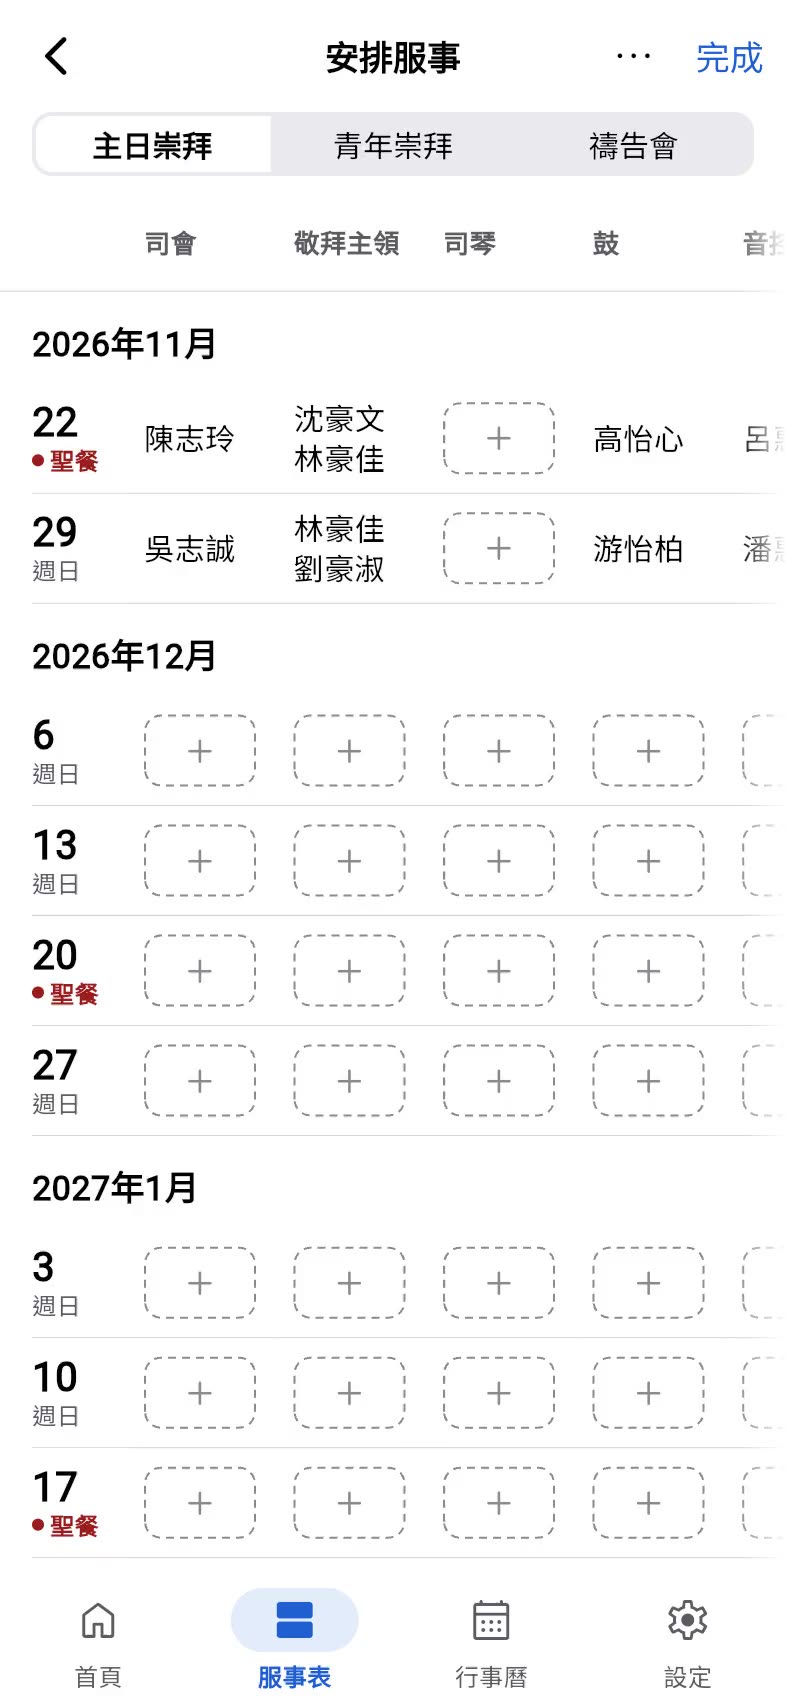 安排服事
完成
主日崇拜
青年崇拜
禱告會
司會
敬拜主領
司琴
鼓
音
2026年11月
22
聖餐
陳志玲
沈豪文
林豪佳
高怡心
呂
29
週日
吳志誠
林豪佳
劉豪淑
游怡柏
潘
2026年12月
6
週日
13
週日
20
聖餐
27
週日
2027年1月
3
週日
10
週日
17
聖餐
首頁
服事表
行事曆
設定